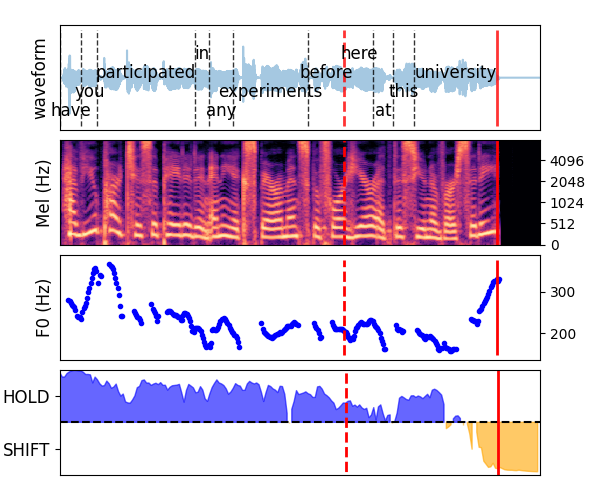 waveform
in here
participated before university
you experiments this
have any at
Mel (Hz)
4096
2048
1024
512
0
F0 (Hz)
300
200
HOLD
SHIFT